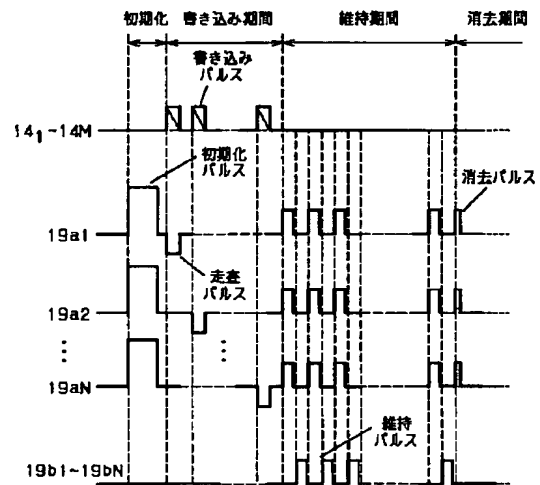 初期化 書き込み期間 維持期間 消去期間
書き込み
パルス
14₁~14M
初期化
パルス
消去パルス
19a1
走査
パルス
19a2
⋮ ⋮
19aN
維持
パルス
19b1~19bN